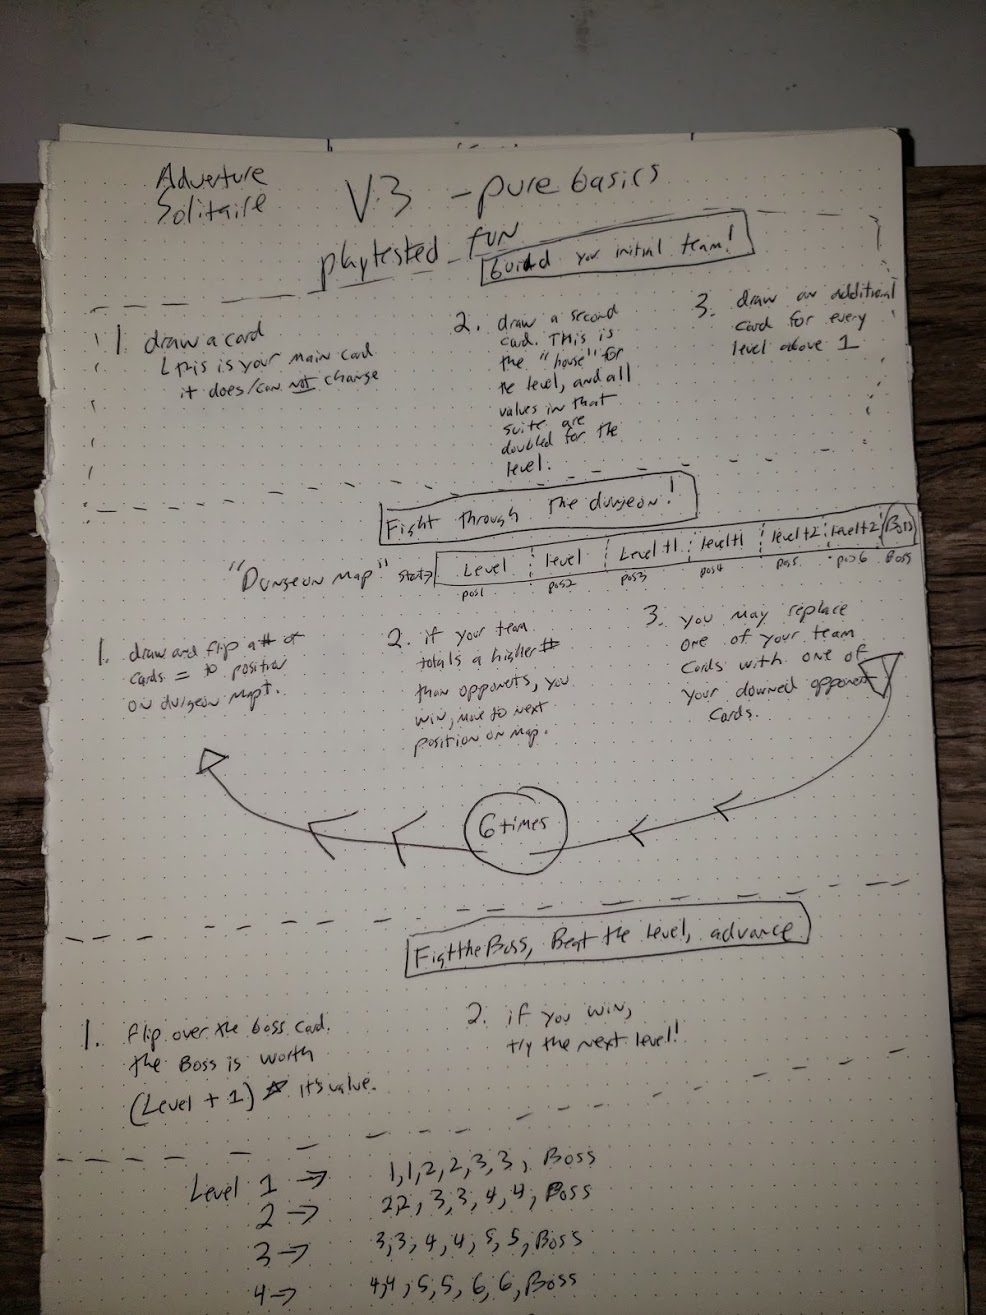 Adventure
Solitaire
V.3 - pure basics
playtested fun
build you initial team!
1. draw a card
this is your main card
it does/can not change
2. draw a second
card. This is
the "house" for
the level, and all
values in that
suite are
doubled for the
level.
3. draw an additional
card for every
level above 1
Fight through the dungeon!
"Dungeon Map" start→ Level level Level+1 level+1 level+2 level+2 Boss
pos1 pos2 pos3 pos4 pos5 pos6 Boss
1. draw and flip a # of
cards = to position
on dungeon map.
2. if your team
totals a higher #
than opponents, you
win, move to next
position on map.
3. you may replace
one of your team
cards with one of
your downed opponent
cards.
6 times
Fight the Boss, Beat the level, advance
1. flip over the boss card.
the Boss is worth
(Level + 1) * it's value.
2. if you win,
try the next level!
Level 1 → 1,1,2,2,3,3, Boss
2 → 2,2, 3,3, 4,4, Boss
3 → 3,3, 4,4, 5,5, Boss
4 → 4,4, 5,5, 6,6, Boss